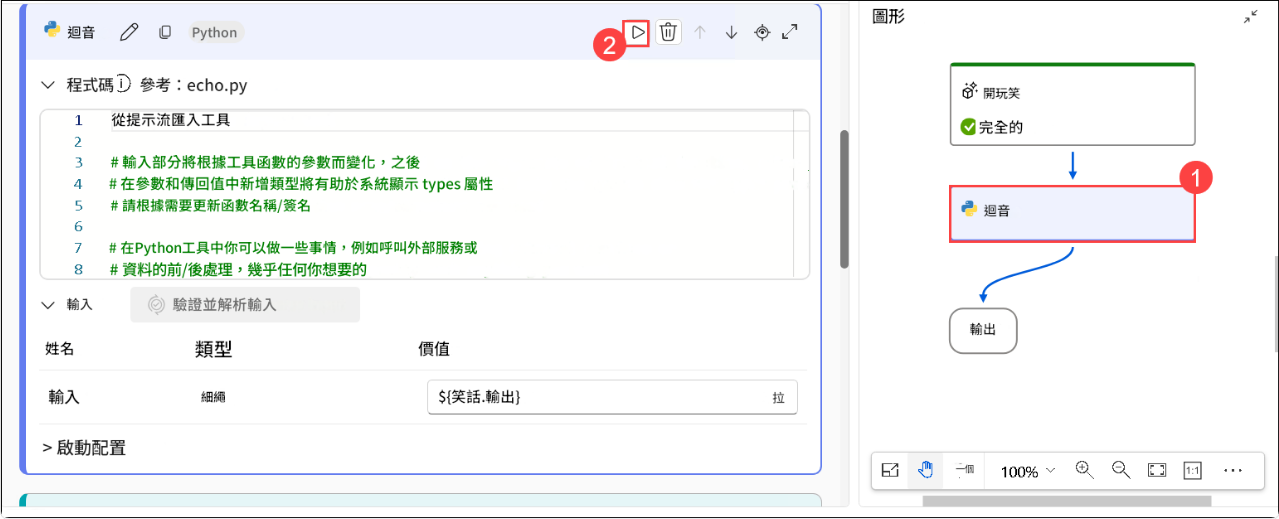 迴音
Python
2
程式碼 ⓘ 參考：echo.py
1 從提示流匯入工具
2
3 # 輸入部分將根據工具函數的參數而變化，之後
4 # 在參數和傳回值中新增類型將有助於系統顯示 types 屬性
5 # 請根據需要更新函數名稱/簽名
6
7 # 在Python工具中你可以做一些事情，例如呼叫外部服務或
8 # 資料的前/後處理，幾乎任何你想要的
輸入 驗證並解析輸入
姓名 類型 價值
輸入 細繩 ${笑話.輸出} 拉
> 啟動配置
圖形
開玩笑
完全的
1
迴音
輸出
一個 100% 1:1 ...